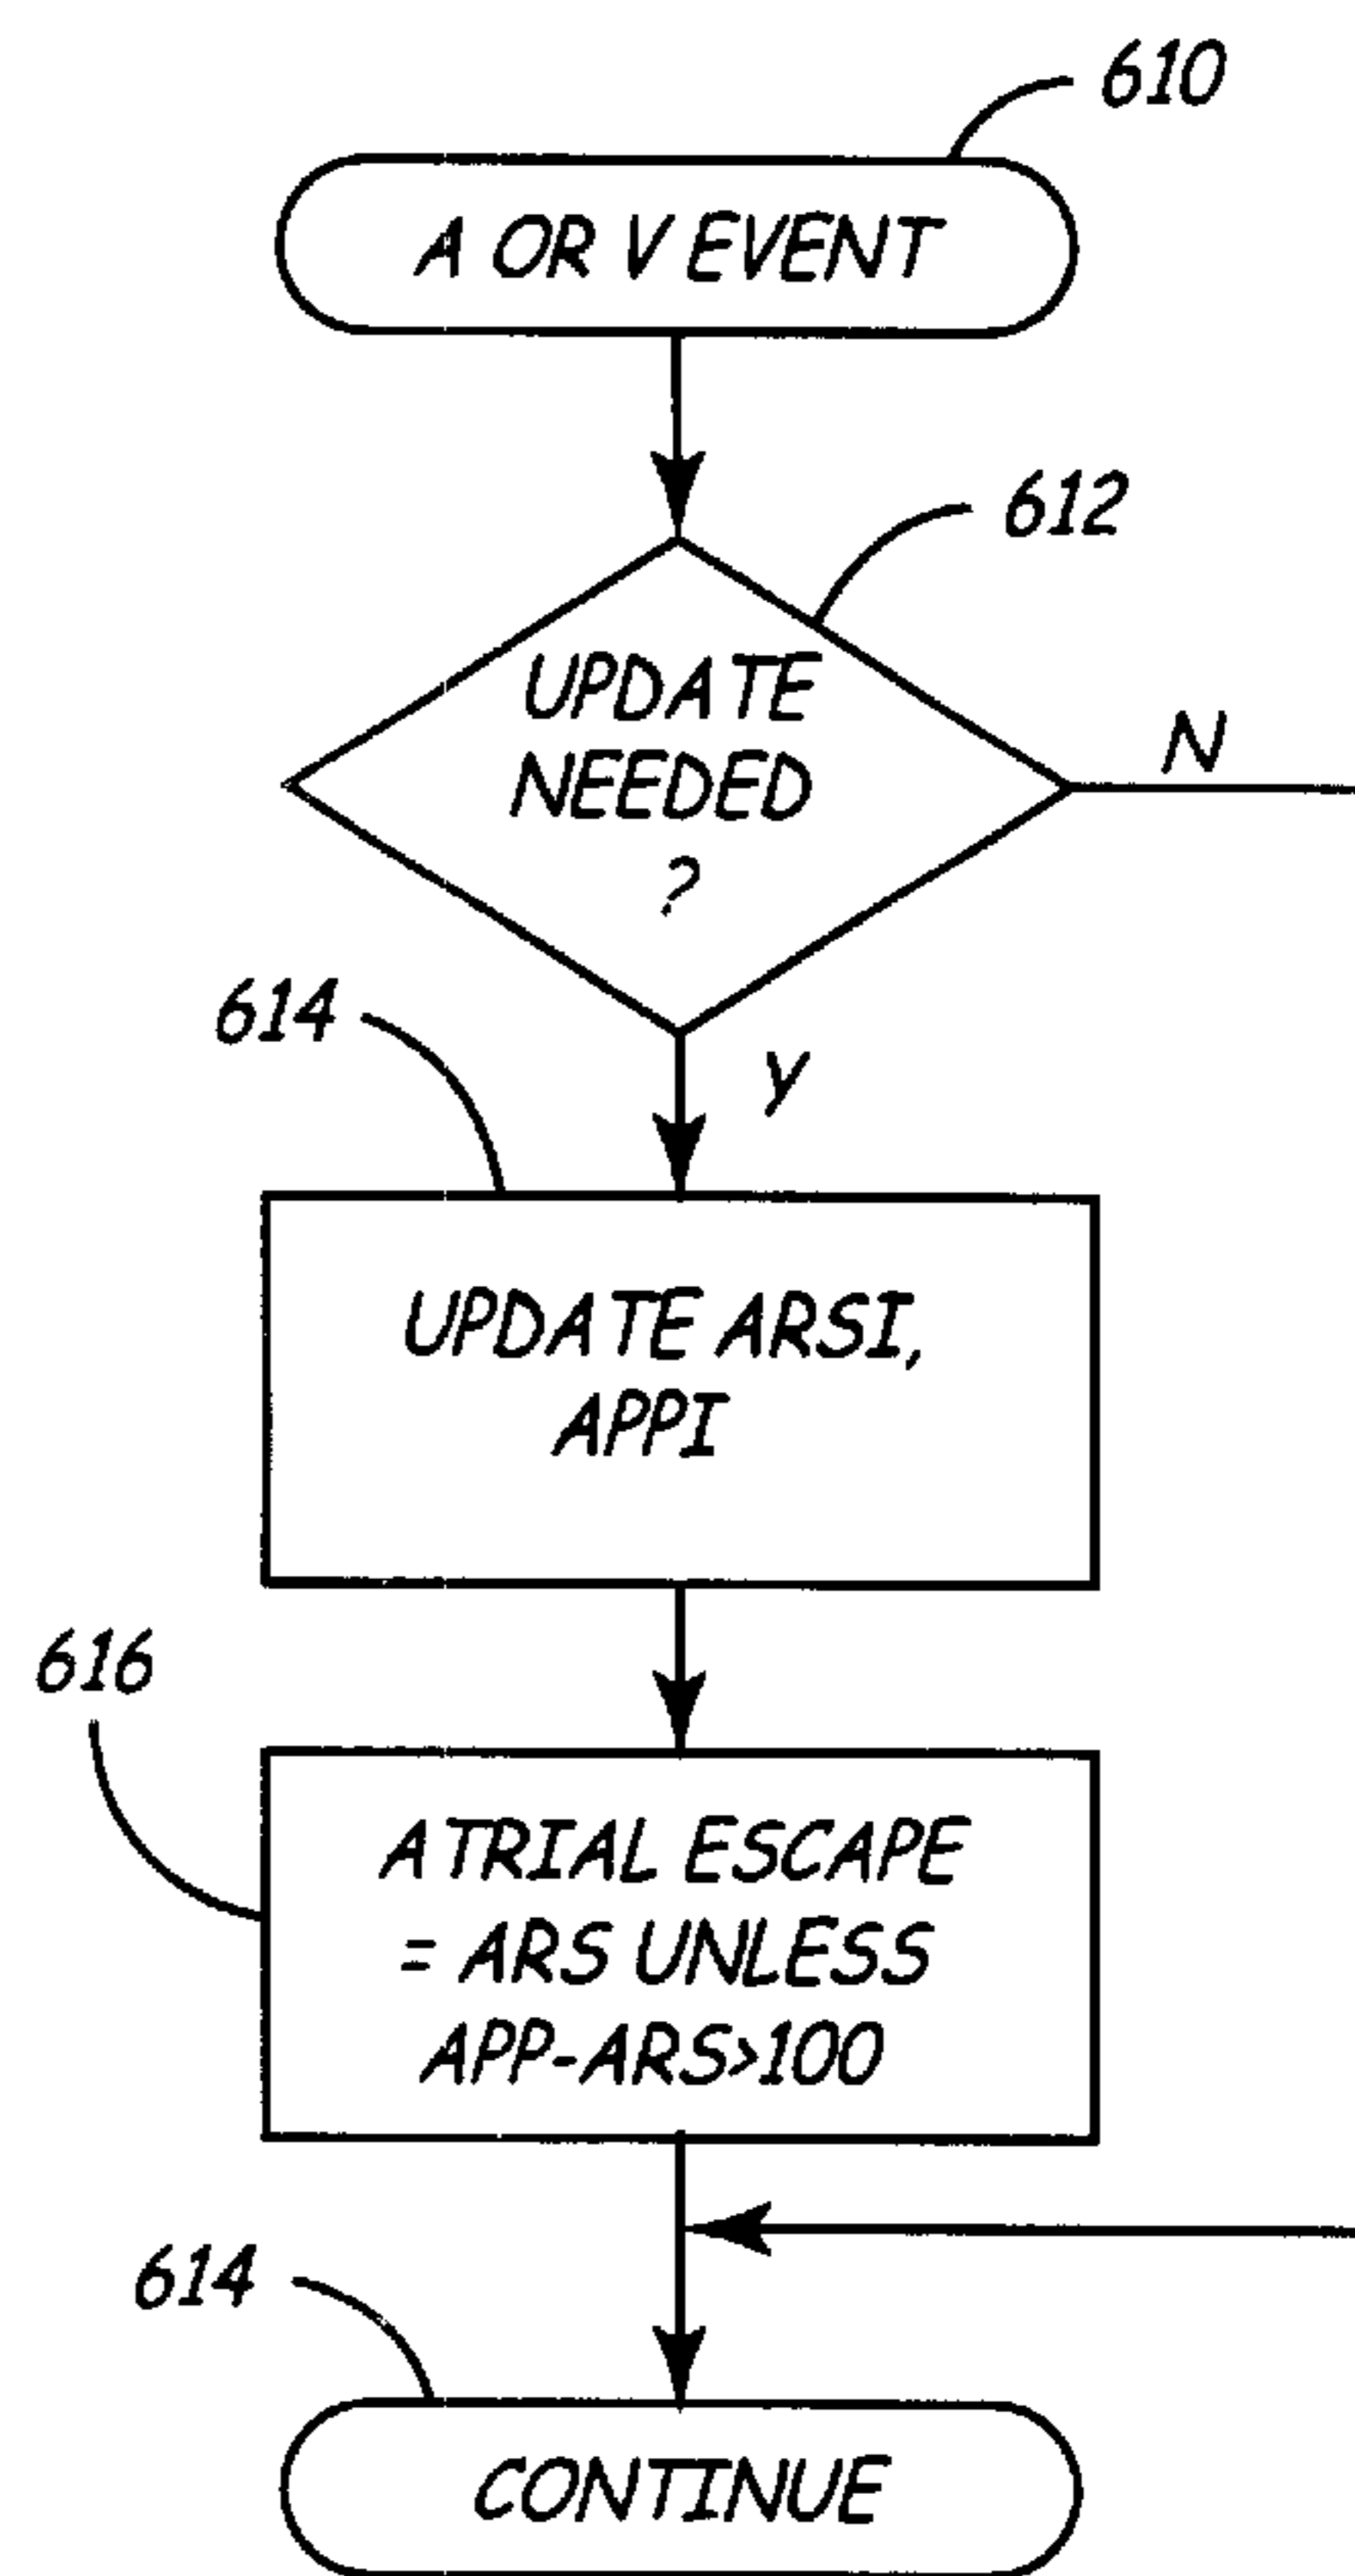 610
A OR V EVENT
612
UPDATE
NEEDED
?
N
Y
614
UPDATE ARSI,
APPI
616
ATRIAL ESCAPE
= ARS UNLESS
APP-ARS>100
614
CONTINUE